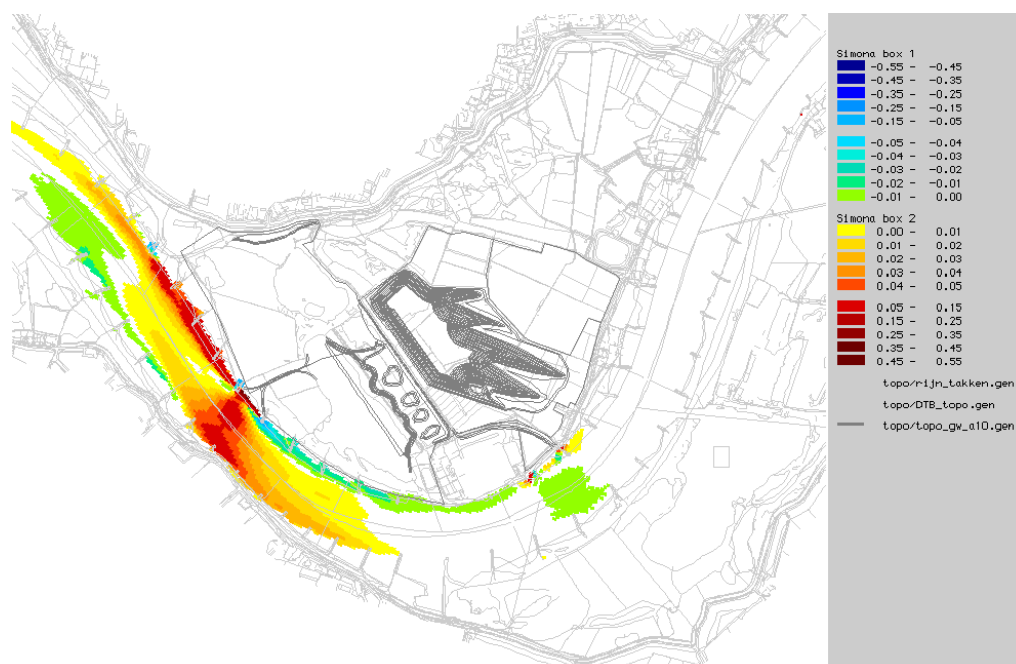 Simona box 1
-0.55 - -0.45
-0.45 - -0.35
-0.35 - -0.25
-0.25 - -0.15
-0.15 - -0.05
-0.05 - -0.04
-0.04 - -0.03
-0.03 - -0.02
-0.02 - -0.01
-0.01 - 0.00
Simona box 2
0.00 - 0.01
0.01 - 0.02
0.02 - 0.03
0.03 - 0.04
0.04 - 0.05
0.05 - 0.15
0.15 - 0.25
0.25 - 0.35
0.35 - 0.45
0.45 - 0.55
topo/rijn_takken.gen
topo/DTB_topo.gen
topo/topo_gw_a10.gen